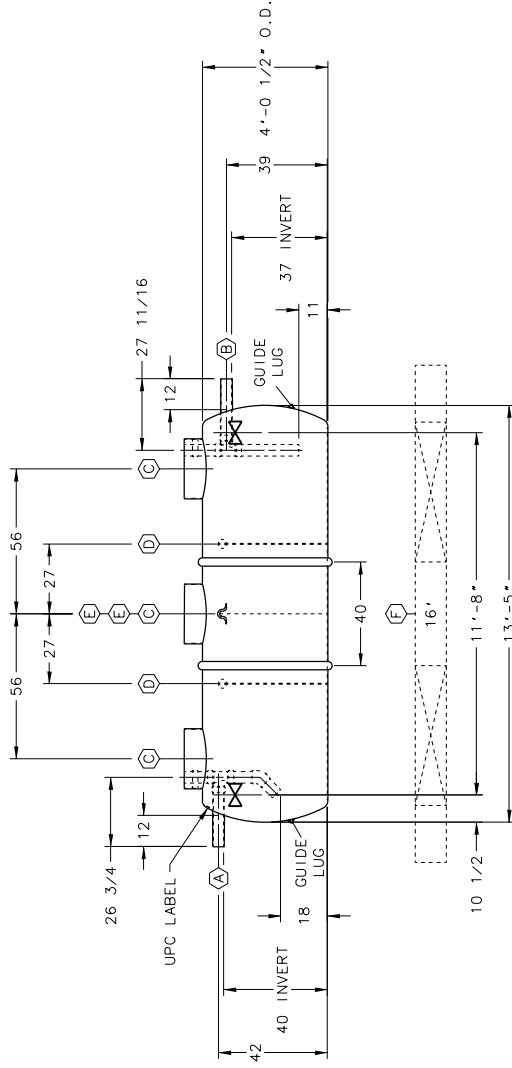 56
56
27
27
E
E
C
C
C
D
D
26 3/4
12
27 11/16
12
UPC LABEL
A
B
GUIDE
LUG
GUIDE
LUG
42
40 INVERT
18
11
37 INVERT
39
4'-0 1/2" O.D.
40
F
16'
10 1/2
11'-8"
13'-5"